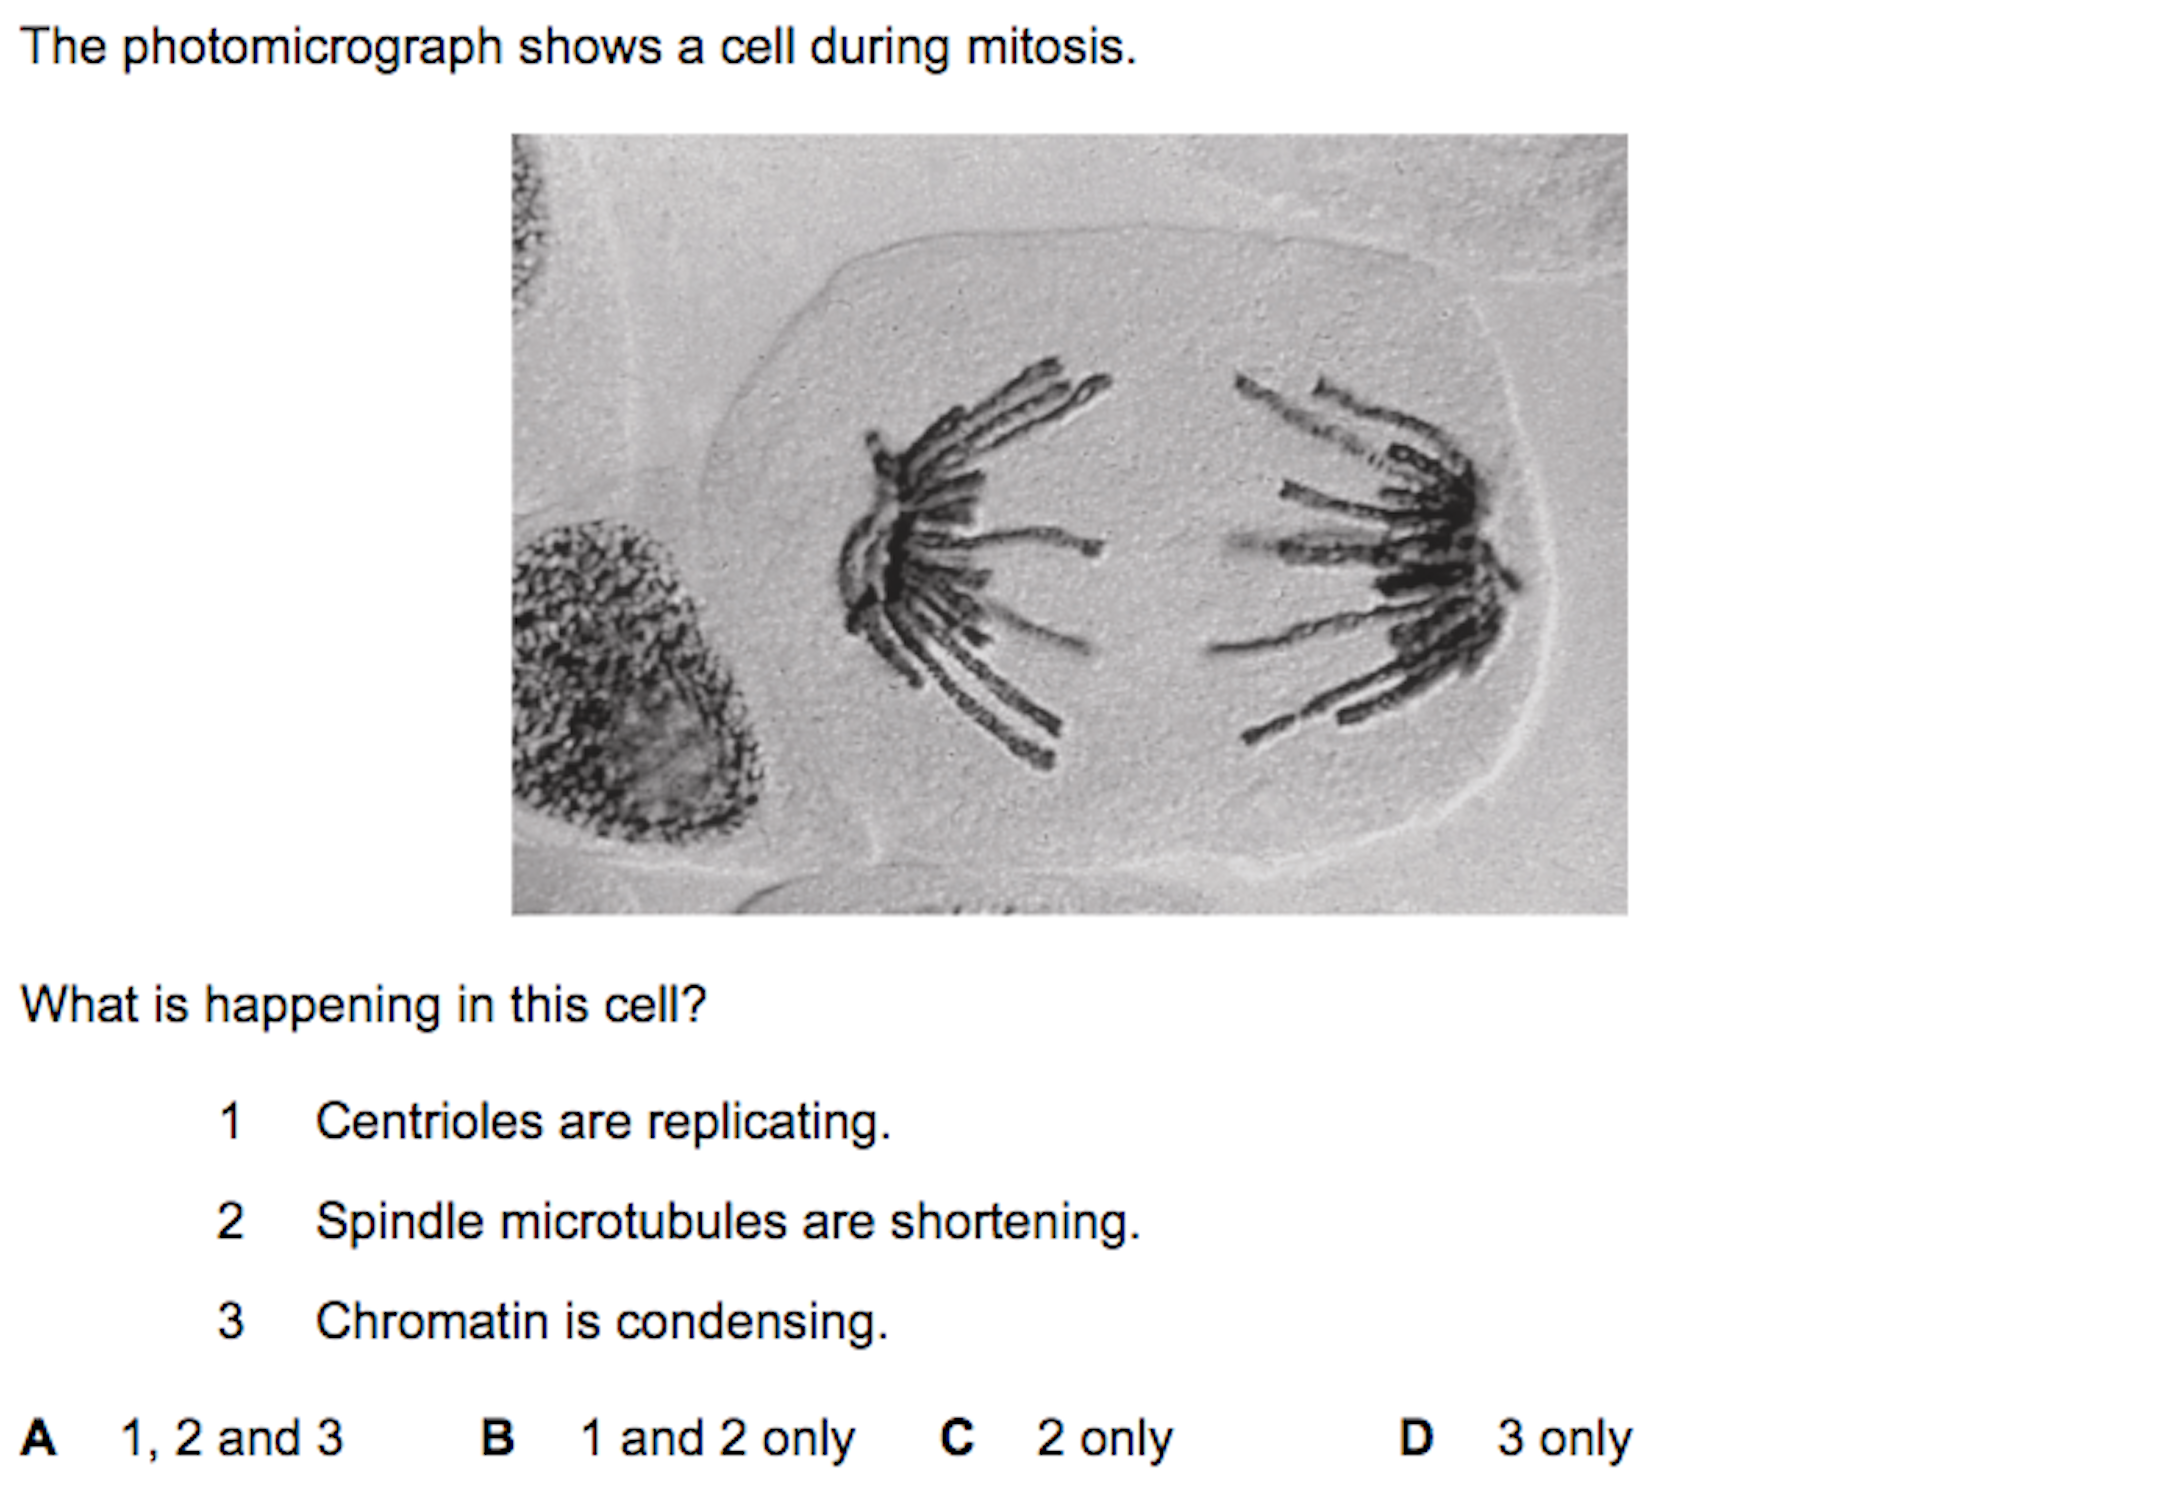 The photomicrograph shows a cell during mitosis.
What is happening in this cell?
1 Centrioles are replicating.
2 Spindle microtubules are shortening.
3 Chromatin is condensing.
A 1, 2 and 3 B 1 and 2 only C 2 only D 3 only